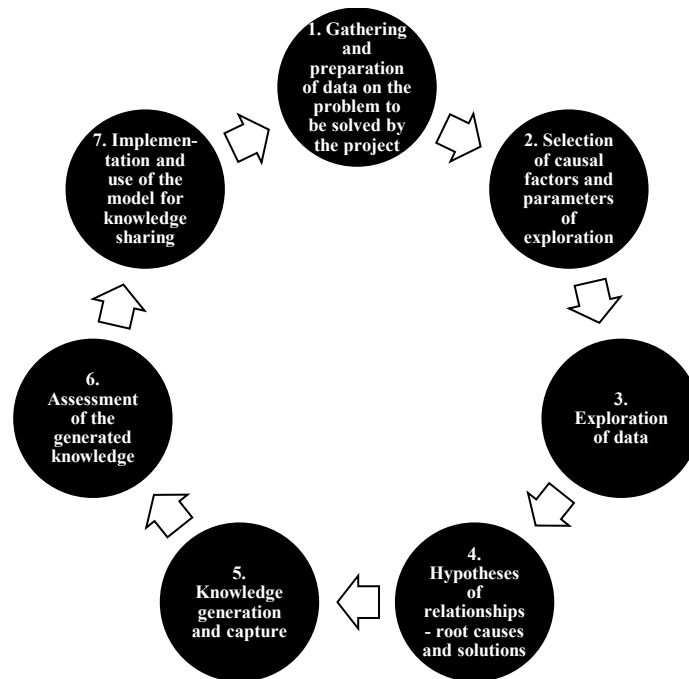 1. Gathering
and
preparation
of data on the
problem to
be solved by
the project
2. Selection
of causal
factors and
parameters
of
exploration
3.
Exploration
of data
4.
Hypotheses
of
relationships
- root causes
and solutions
5.
Knowledge
generation
and capture
6.
Assessment
of the
generated
knowledge
7. Implemen-
tation and
use of the
model for
knowledge
sharing